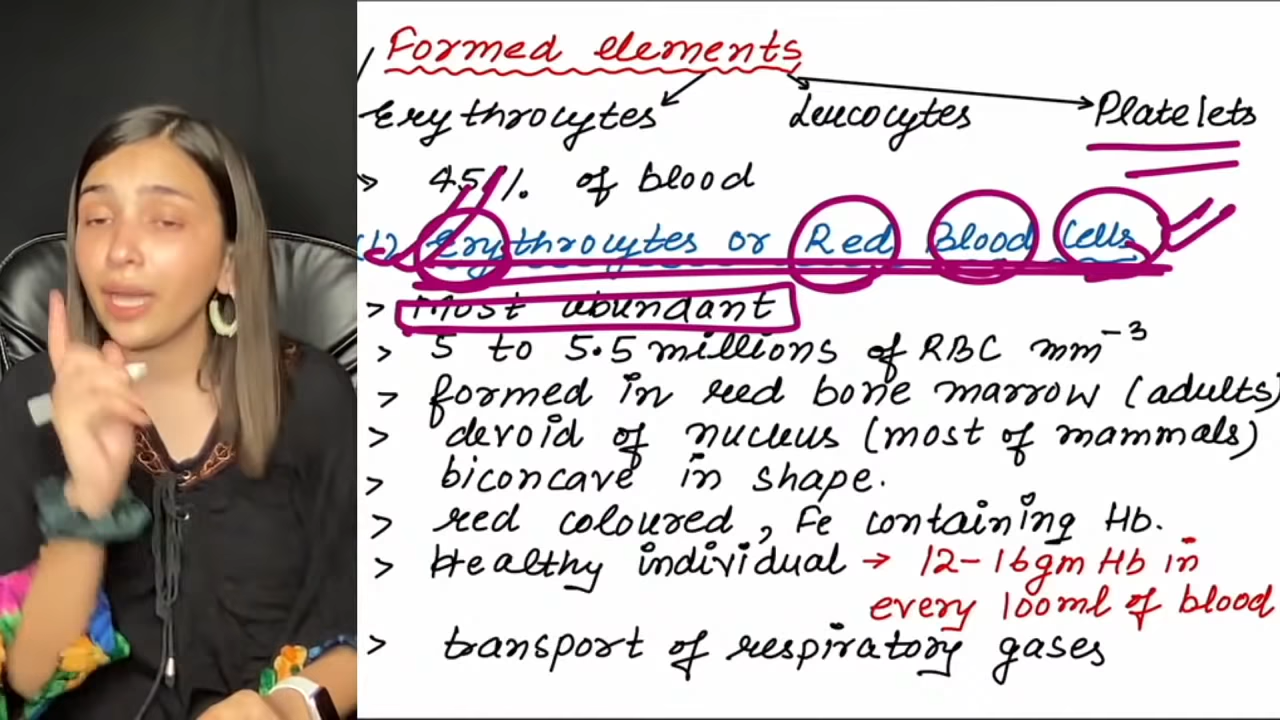 Formed elements
Erythrocytes Leucocytes Platelets
> 45% of blood
(1) Erythrocytes or Red Blood Cells
> Most abundant
> 5 to 5.5 millions of RBC mm⁻³
> formed in red bone marrow (adults)
> devoid of nucleus (most of mammals)
> biconcave in shape.
> red coloured, Fe containing Hb.
> Healthy individual → 12-16gm Hb in
every 100ml of blood
> transport of respiratory gases